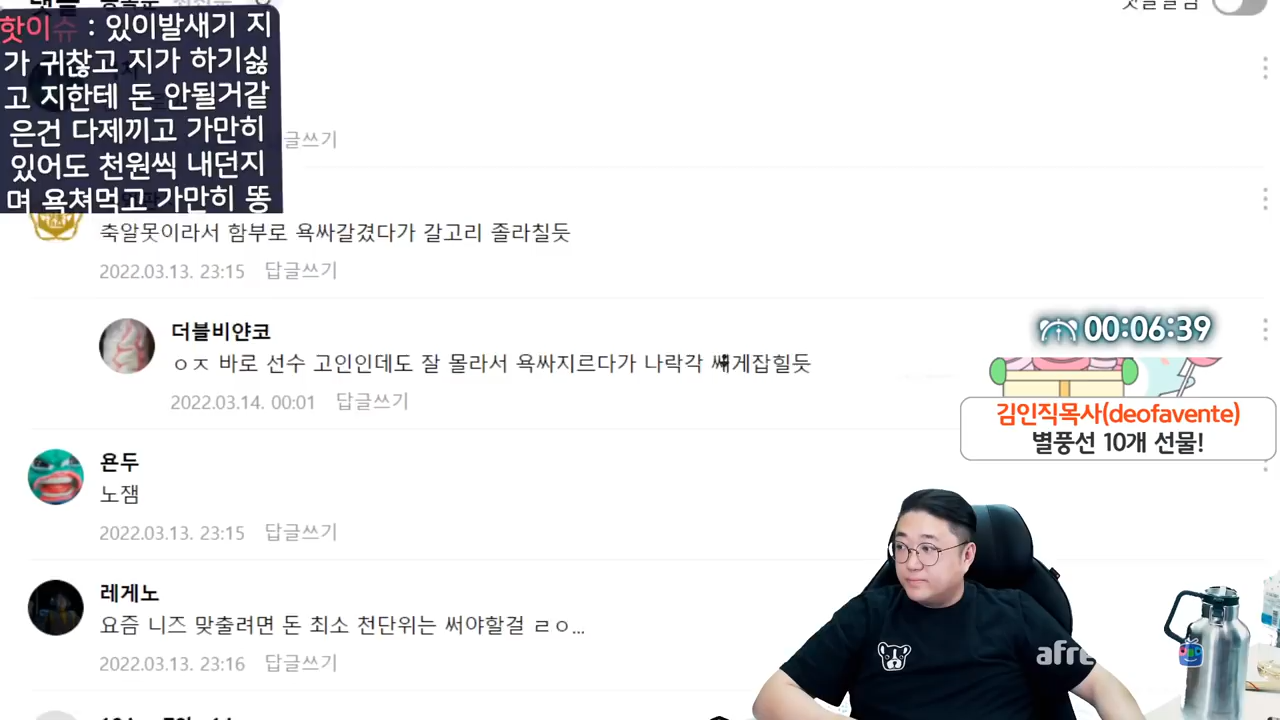 핫이슈 : 있이발새기 지
가 귀찮고 지가 하기싫
고 지한테 돈 안될거같
은건 다제끼고 가만히
있어도 천원씩 내던지
며 욕쳐먹고 가만히 똥
글쓰기
축알못이라서 함부로 욕싸갈겼다가 갈고리 졸라칠듯
2022.03.13. 23:15 답글쓰기
더블비얀코
ㅇㅈ 바로 선수 고인인데도 잘 몰라서 욕싸지르다가 나락각 쎄게잡힐듯
2022.03.14. 00:01 답글쓰기
00:06:39
김인직목사(deofavente)
별풍선 10개 선물!
욘두
노잼
2022.03.13. 23:15 답글쓰기
레게노
요즘 니즈 맞출려면 돈 최소 천단위는 써야할걸 ㄹㅇ...
2022.03.13. 23:16 답글쓰기
afre